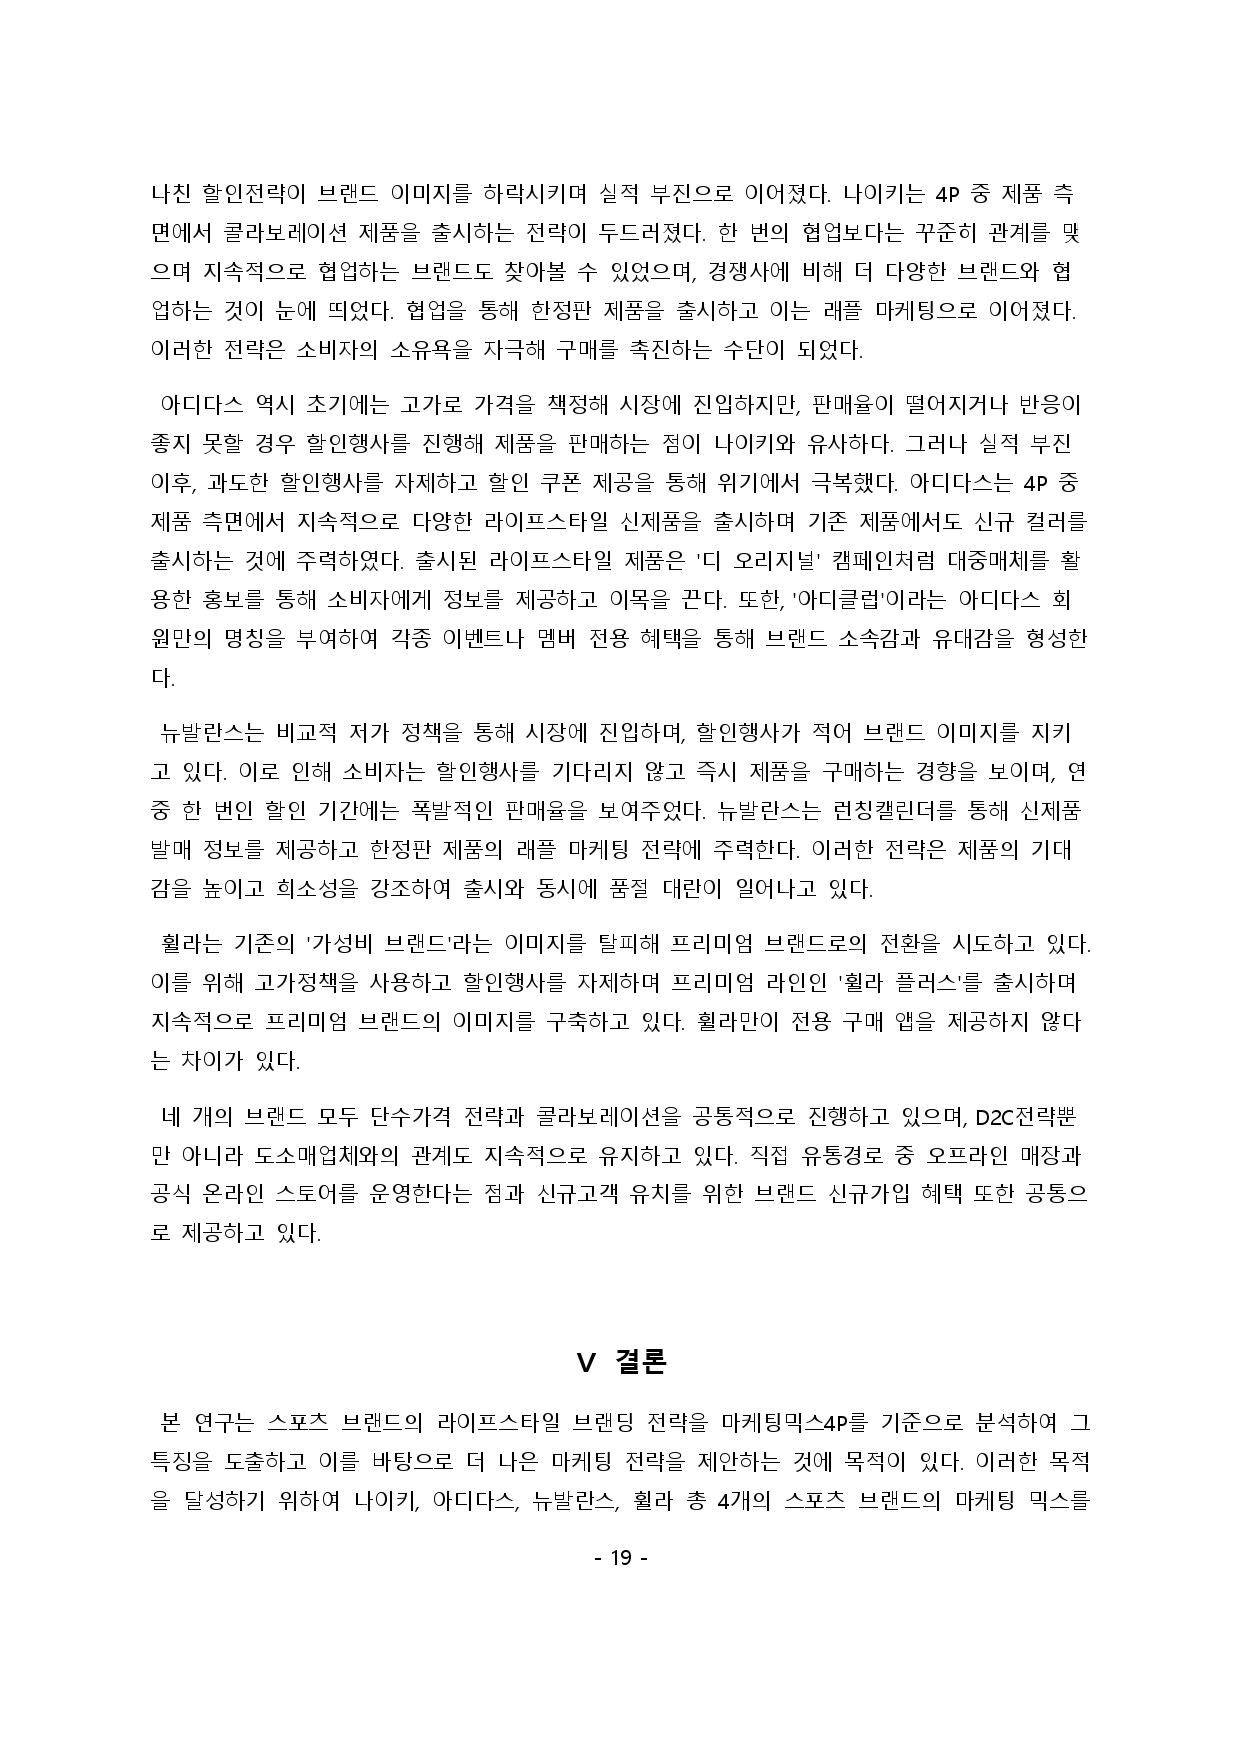 나친 할인전략이 브랜드 이미지를 하락시키며 실적 부진으로 이어졌다. 나이키는 4P 중 제품 측
면에서 콜라보레이션 제품을 출시하는 전략이 두드러졌다. 한 번의 협업보다는 꾸준히 관계를 맺
으며 지속적으로 협업하는 브랜드도 찾아볼 수 있었으며, 경쟁사에 비해 더 다양한 브랜드와 협
업하는 것이 눈에 띄었다. 협업을 통해 한정판 제품을 출시하고 이는 래플 마케팅으로 이어졌다.
이러한 전략은 소비자의 소유욕을 자극해 구매를 촉진하는 수단이 되었다.
아디다스 역시 초기에는 고가로 가격을 책정해 시장에 진입하지만, 판매율이 떨어지거나 반응이
좋지 못할 경우 할인행사를 진행해 제품을 판매하는 점이 나이키와 유사하다. 그러나 실적 부진
이후, 과도한 할인행사를 자제하고 할인 쿠폰 제공을 통해 위기에서 극복했다. 아디다스는 4P 중
제품 측면에서 지속적으로 다양한 라이프스타일 신제품을 출시하며 기존 제품에서도 신규 컬러를
출시하는 것에 주력하였다. 출시된 라이프스타일 제품은 '디 오리지널' 캠페인처럼 대중매체를 활
용한 홍보를 통해 소비자에게 정보를 제공하고 이목을 끈다. 또한, '아디클럽'이라는 아디다스 회
원만의 명칭을 부여하여 각종 이벤트나 멤버 전용 혜택을 통해 브랜드 소속감과 유대감을 형성한
다.
뉴발란스는 비교적 저가 정책을 통해 시장에 진입하며, 할인행사가 적어 브랜드 이미지를 지키
고 있다. 이로 인해 소비자는 할인행사를 기다리지 않고 즉시 제품을 구매하는 경향을 보이며, 연
중 한 번인 할인 기간에는 폭발적인 판매율을 보여주었다. 뉴발란스는 런칭캘린더를 통해 신제품
발매 정보를 제공하고 한정판 제품의 래플 마케팅 전략에 주력한다. 이러한 전략은 제품의 기대
감을 높이고 희소성을 강조하여 출시와 동시에 품절 대란이 일어나고 있다.
휠라는 기존의 '가성비 브랜드'라는 이미지를 탈피해 프리미엄 브랜드로의 전환을 시도하고 있다.
이를 위해 고가정책을 사용하고 할인행사를 자제하며 프리미엄 라인인 '휠라 플러스'를 출시하며
지속적으로 프리미엄 브랜드의 이미지를 구축하고 있다. 휠라만이 전용 구매 앱을 제공하지 않다
는 차이가 있다.
네 개의 브랜드 모두 단수가격 전략과 콜라보레이션을 공통적으로 진행하고 있으며, D2C전략뿐
만 아니라 도소매업체와의 관계도 지속적으로 유지하고 있다. 직접 유통경로 중 오프라인 매장과
공식 온라인 스토어를 운영한다는 점과 신규고객 유치를 위한 브랜드 신규가입 혜택 또한 공통으
로 제공하고 있다.
V 결론
본 연구는 스포츠 브랜드의 라이프스타일 브랜딩 전략을 마케팅믹스4P를 기준으로 분석하여 그
특징을 도출하고 이를 바탕으로 더 나은 마케팅 전략을 제안하는 것에 목적이 있다. 이러한 목적
을 달성하기 위하여 나이키, 아디다스, 뉴발란스, 휠라 총 4개의 스포츠 브랜드의 마케팅 믹스를
- 19 -